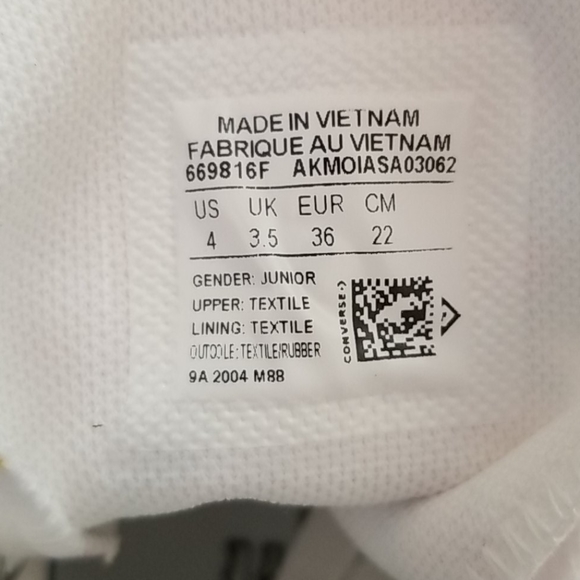 MADE IN VIETNAM
FABRIQUE AU VIETNAM
669816F AKMOIASA03062
US UK EUR CM
4 3.5 36 22
GENDER: JUNIOR
UPPER: TEXTILE
LINING: TEXTILE
OUTOOLE: TEXTILE/RUBBER
9A 2004 M88
CONVERSE